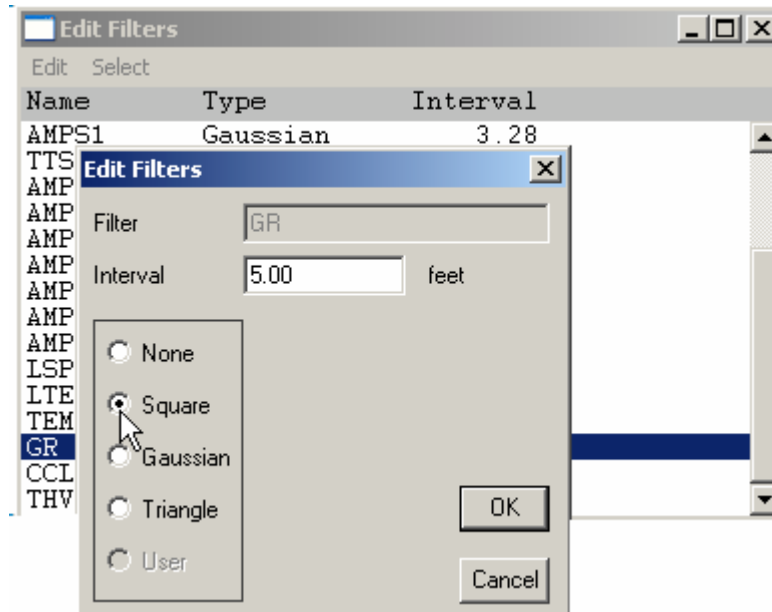 Edit Filters
Edit Select
Name Type Interval
AMPS1 Gaussian 3.28
TTS
AMP
AMP
AMP
AMP
AMP
AMP
AMP
LSP
LTE
TEM
GR
CCL
THV
Edit Filters
Filter GR
Interval 5.00 feet
None
Square
Gaussian
Triangle
User
OK
Cancel